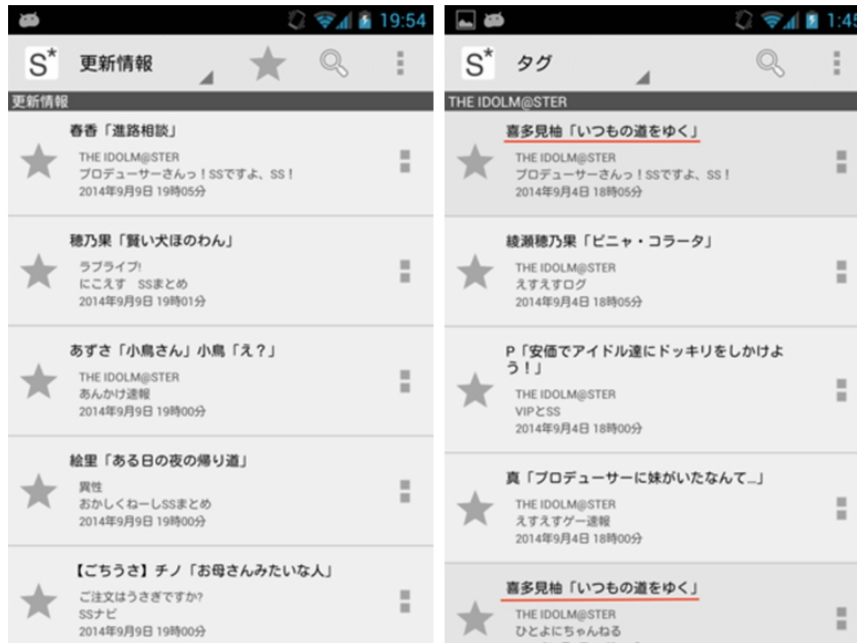 19:54
S* 更新情報
更新情報
春香「進路相談」
THE IDOLM@STER
プロデューサーさんっ！SSですよ、SS！
2014年9月9日 19時05分
穂乃果「賢い犬ほのわん」
ラブライブ!
にこえす　SSまとめ
2014年9月9日 19時01分
あずさ「小鳥さん」小鳥「え？」
THE IDOLM@STER
あんかけ速報
2014年9月9日 19時00分
絵里「ある日の夜の帰り道」
異性
おかしくねーしSSまとめ
2014年9月9日 19時00分
【ごちうさ】チノ「お母さんみたいな人」
ご注文はうさぎですか?
SSナビ
2014年9月9日 19時00分
1:45
S* タグ
THE IDOLM@STER
喜多見柚「いつもの道をゆく」
THE IDOLM@STER
プロデューサーさんっ！SSですよ、SS！
2014年9月4日 18時05分
綾瀬穂乃果「ピニャ・コラータ」
THE IDOLM@STER
えすえすログ
2014年9月4日 18時05分
P「安価でアイドル達にドッキリをしかけよ
う！」
THE IDOLM@STER
VIPとSS
2014年9月4日 18時00分
真「プロデューサーに妹がいたなんて…」
THE IDOLM@STER
えすえすゲー速報
2014年9月4日 18時00分
喜多見柚「いつもの道をゆく」
THE IDOLM@STER
ひとよにちゃんねる